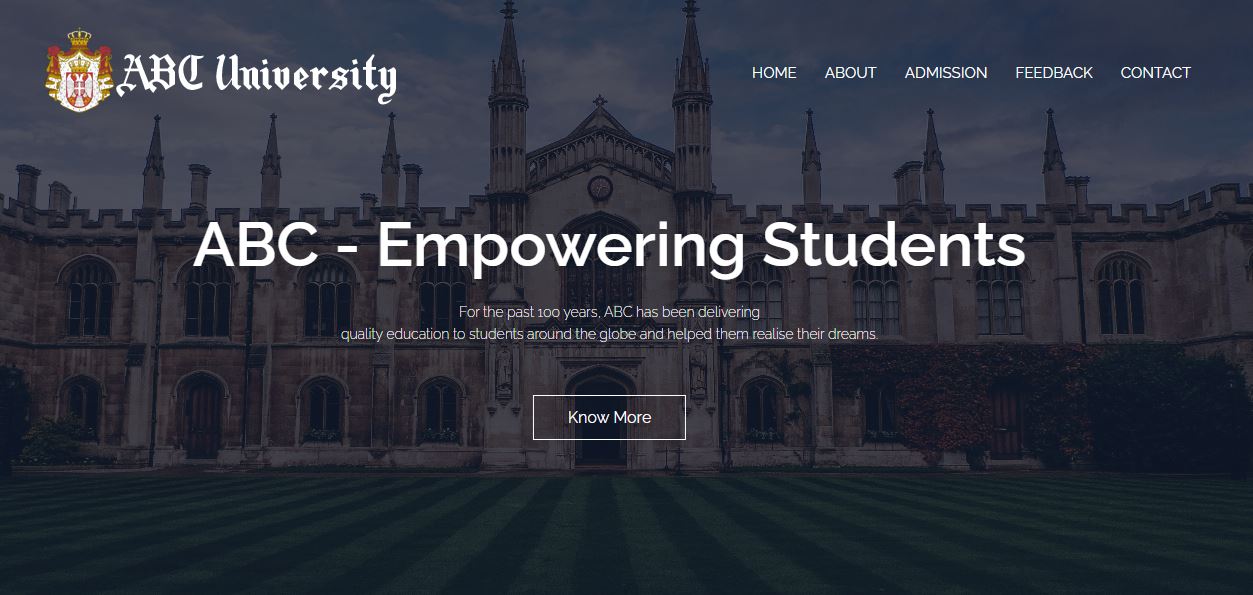 ABC University
HOME ABOUT ADMISSION FEEDBACK CONTACT
ABC - Empowering Students
For the past 100 years, ABC has been delivering
quality education to students around the globe and helped them realise their dreams.
Know More